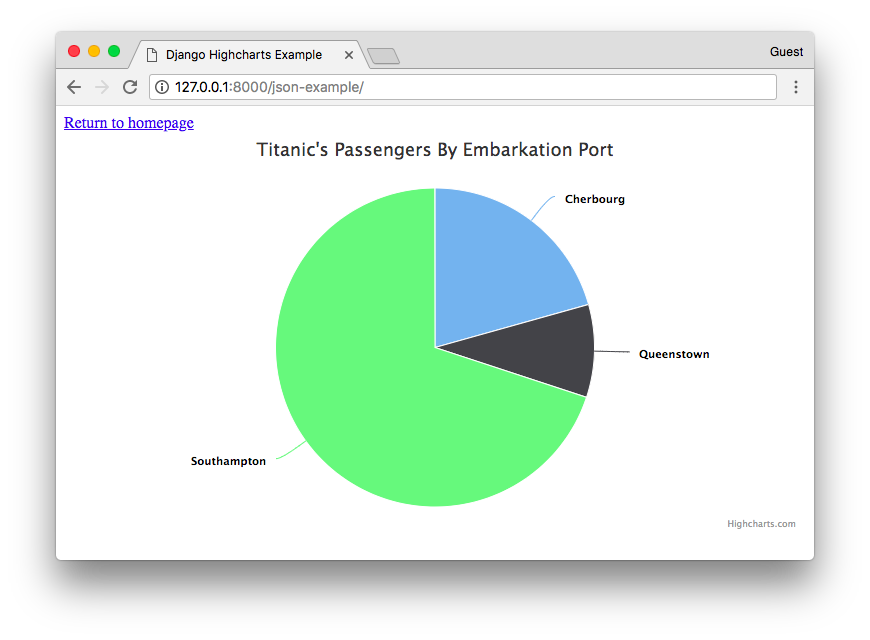 Django Highcharts Example
Guest
127.0.0.1:8000/json-example/
Return to homepage
Titanic's Passengers By Embarkation Port
Cherbourg
Queenstown
Southampton
Highcharts.com